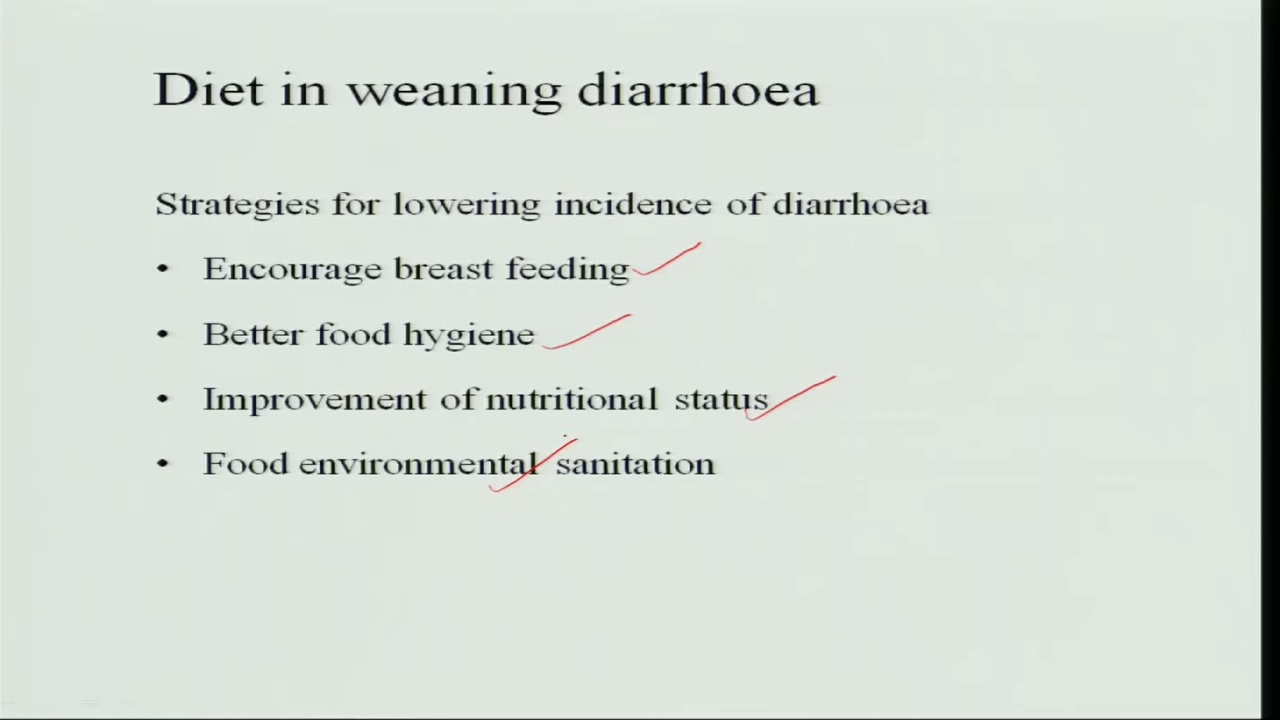 Diet in weaning diarrhoea
Strategies for lowering incidence of diarrhoea
• Encourage breast feeding
• Better food hygiene
• Improvement of nutritional status
• Food environmental sanitation